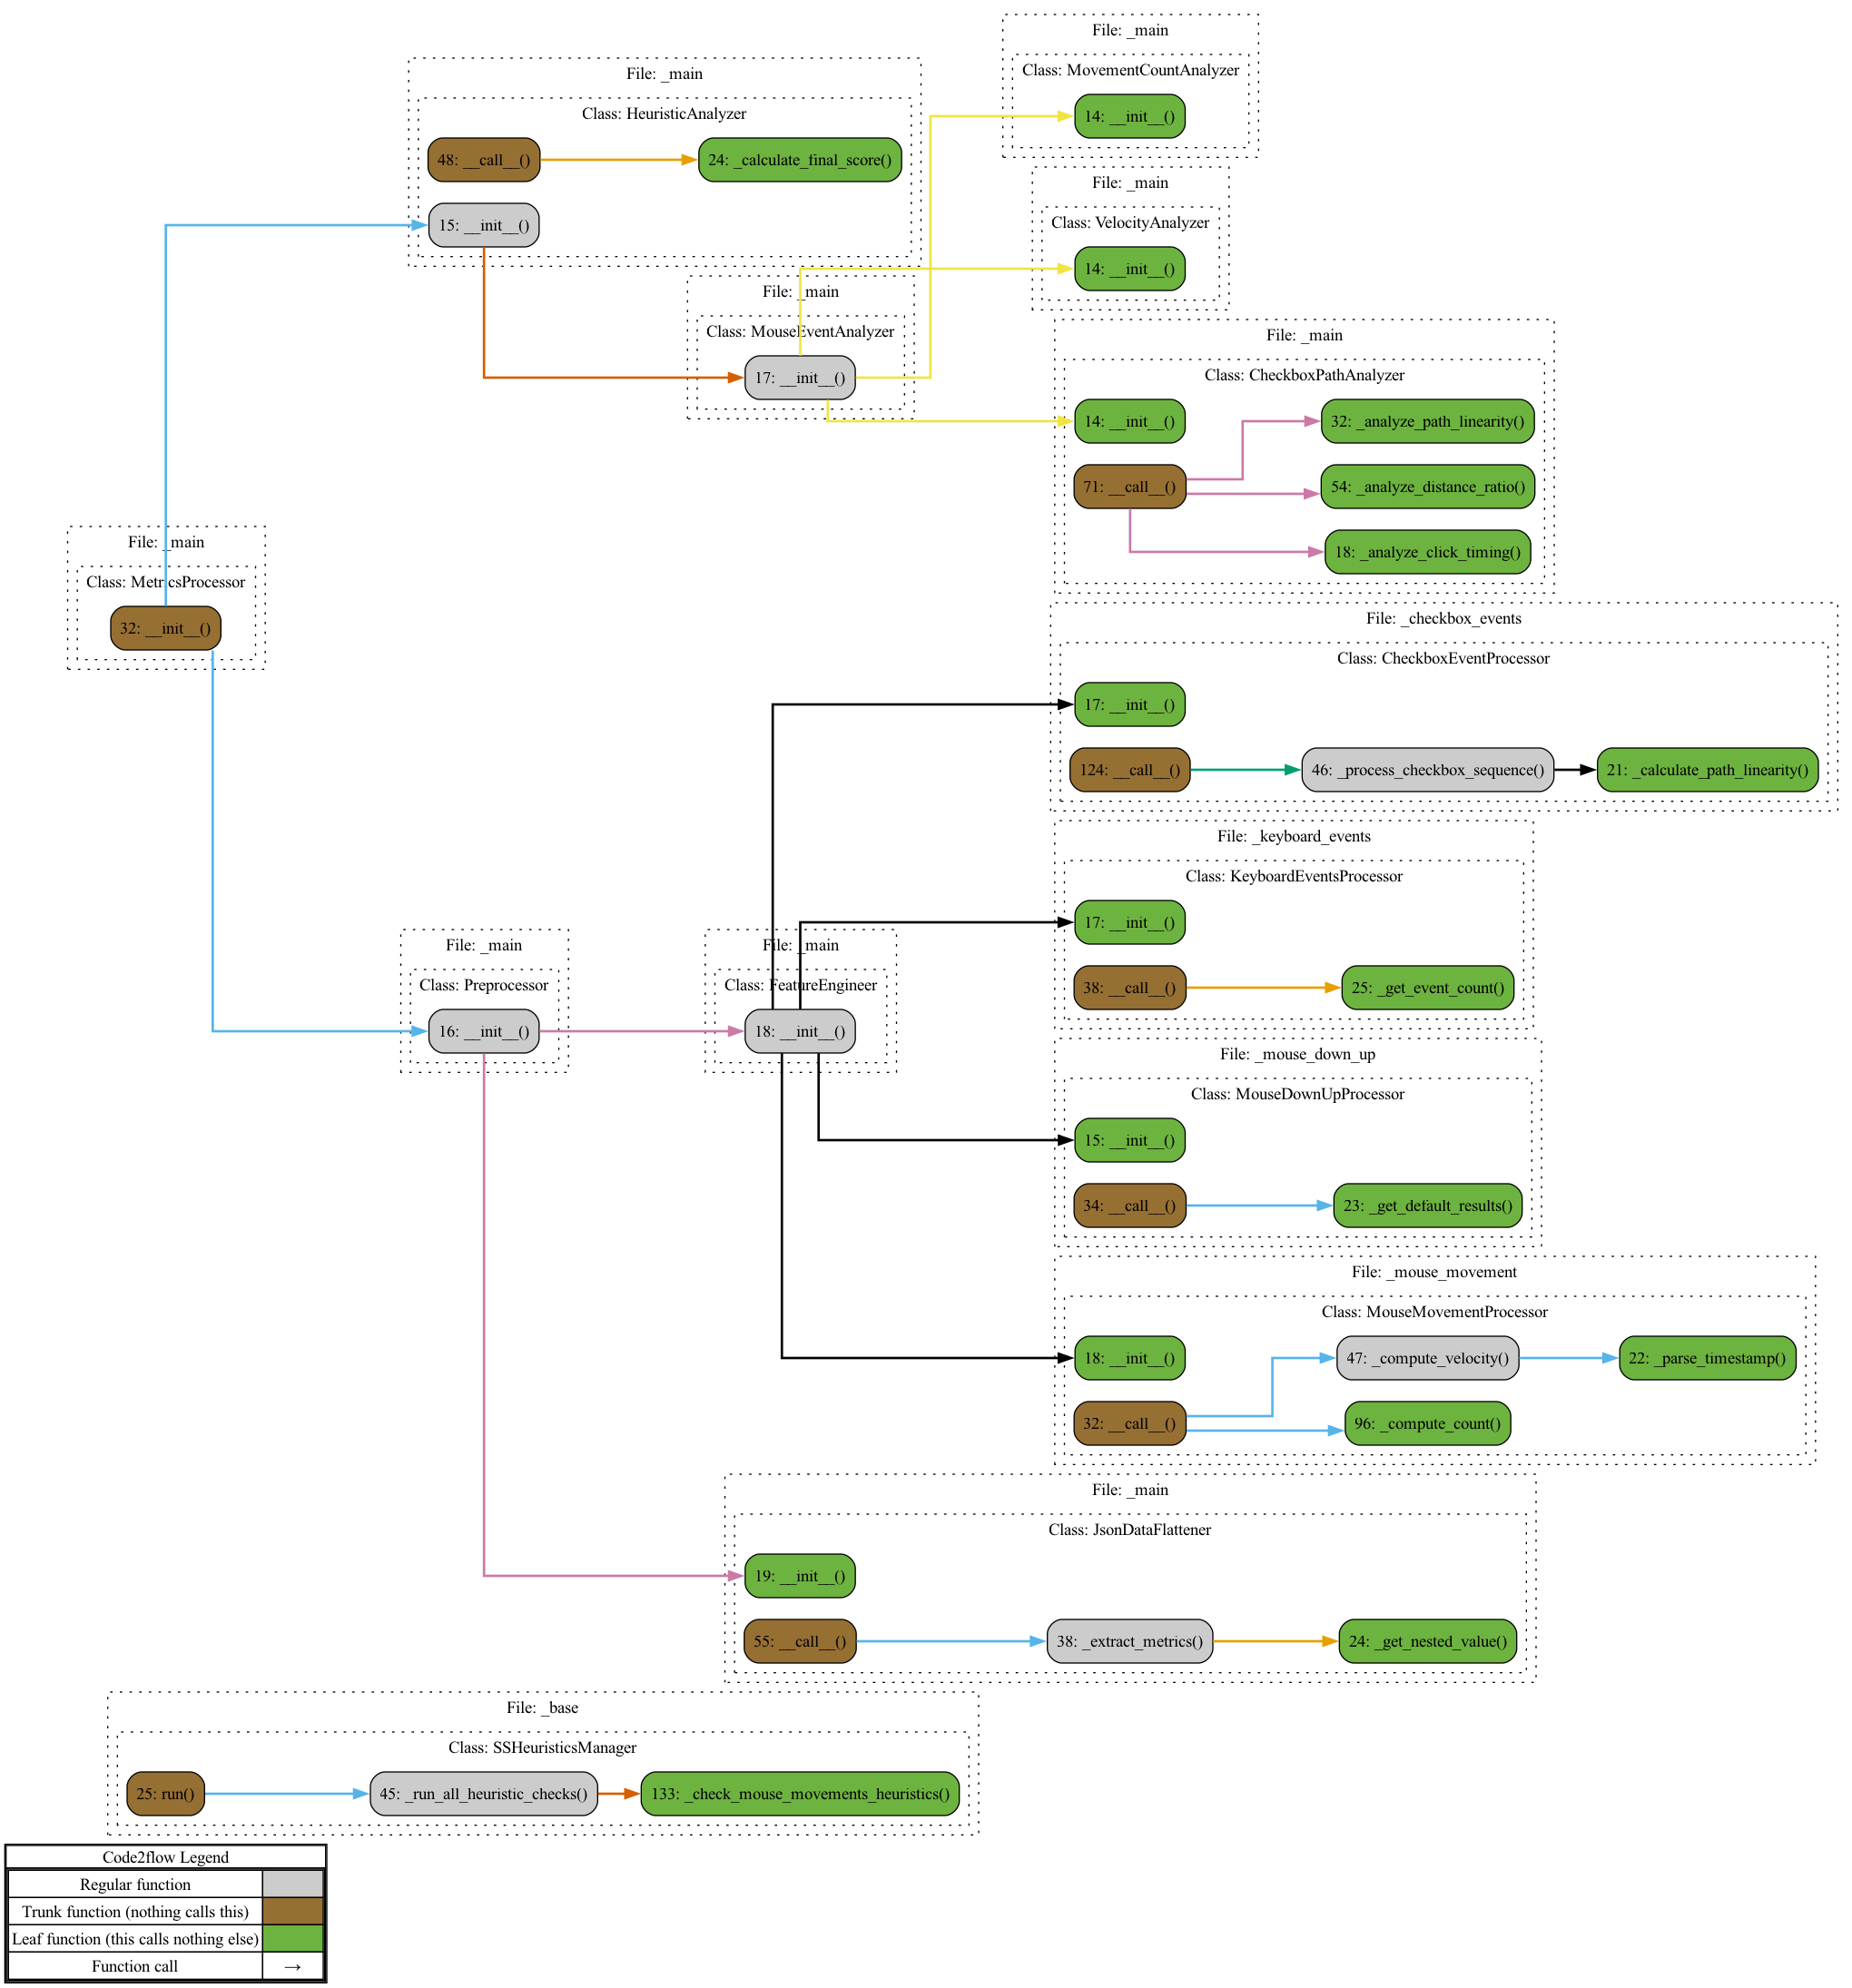 File: _main
Class: MovementCountAnalyzer
14: __init__()
File: _main
Class: HeuristicAnalyzer
48: __call__()
24: _calculate_final_score()
15: __init__()
File: _main
Class: VelocityAnalyzer
14: __init__()
File: _main
Class: MouseEventAnalyzer
17: __init__()
File: _main
Class: CheckboxPathAnalyzer
14: __init__()
32: _analyze_path_linearity()
71: __call__()
54: _analyze_distance_ratio()
18: _analyze_click_timing()
File: _main
Class: MetricsProcessor
32: __init__()
File: _checkbox_events
Class: CheckboxEventProcessor
17: __init__()
124: __call__()
46: _process_checkbox_sequence()
21: _calculate_path_linearity()
File: _keyboard_events
Class: KeyboardEventsProcessor
17: __init__()
38: __call__()
25: _get_event_count()
File: _main
Class: Preprocessor
16: __init__()
File: _main
Class: FeatureEngineer
18: __init__()
File: _mouse_down_up
Class: MouseDownUpProcessor
15: __init__()
34: __call__()
23: _get_default_results()
File: _mouse_movement
Class: MouseMovementProcessor
18: __init__()
47: _compute_velocity()
22: _parse_timestamp()
32: __call__()
96: _compute_count()
File: _main
Class: JsonDataFlattener
19: __init__()
55: __call__()
38: _extract_metrics()
24: _get_nested_value()
File: _base
Class: SSHeuristicsManager
25: run()
45: _run_all_heuristic_checks()
133: _check_mouse_movements_heuristics()
Code2flow Legend
Regular function
Trunk function (nothing calls this)
Leaf function (this calls nothing else)
Function call →